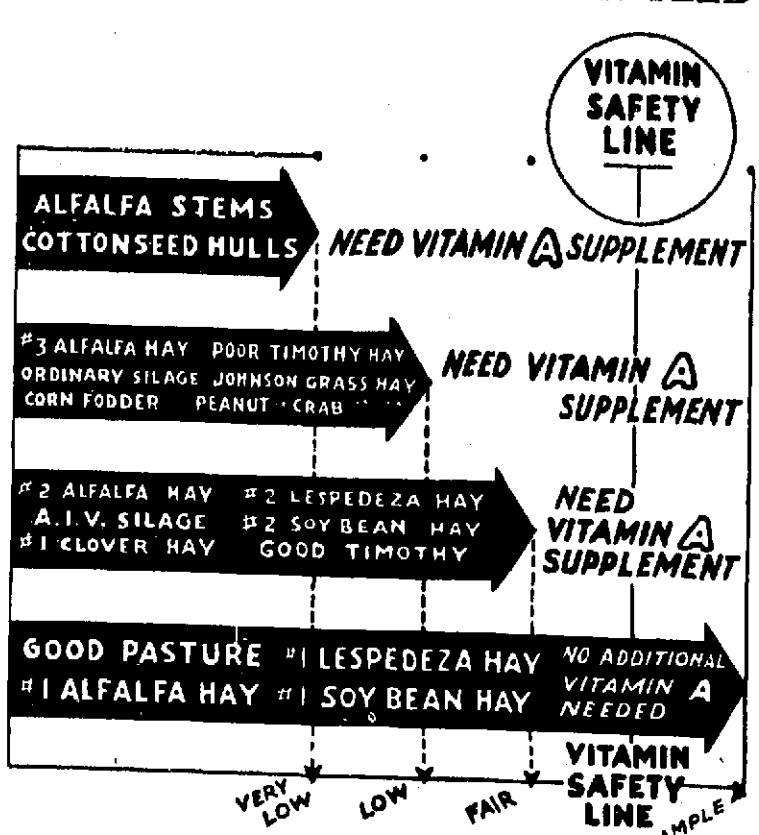 VITAMIN
SAFETY
LINE
ALFALFA STEMS
COTTONSEED HULLS
NEED VITAMIN A SUPPLEMENT
#3 ALFALFA HAY POOR TIMOTHY HAY
ORDINARY SILAGE JOHNSON GRASS HAY
CORN FODDER PEANUT " CRAB " "
NEED VITAMIN A
SUPPLEMENT
#2 ALFALFA HAY #2 LESPEDEZA HAY
A.I.V. SILAGE #2 SOY BEAN HAY
#1 CLOVER HAY GOOD TIMOTHY
NEED
VITAMIN A
SUPPLEMENT
GOOD PASTURE #1 LESPEDEZA HAY
#1 ALFALFA HAY #1 SOY BEAN HAY
NO ADDITIONAL
VITAMIN A
NEEDED
VERY
LOW
LOW
FAIR
VITAMIN
SAFETY
LINE
AMPLE